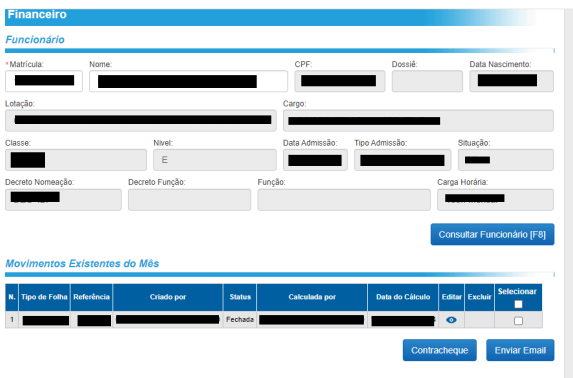 Financeiro
Funcionário
*Matrícula: Nome: CPF: Dossiê: Data Nascimento:
Lotação: Cargo:
Classe: Nivel: Data Admissão: Tipo Admissão: Situação:
E
Decreto Nomeação: Decreto Função: Função: Carga Horária:
Consultar Funcionário [F8]
Movimentos Existentes do Mês
N. Tipo de Folha Referência Criado por Status Calculada por Data do Cálculo Editar Excluir Selecionar
1 Fechada
Contracheque Enviar Email